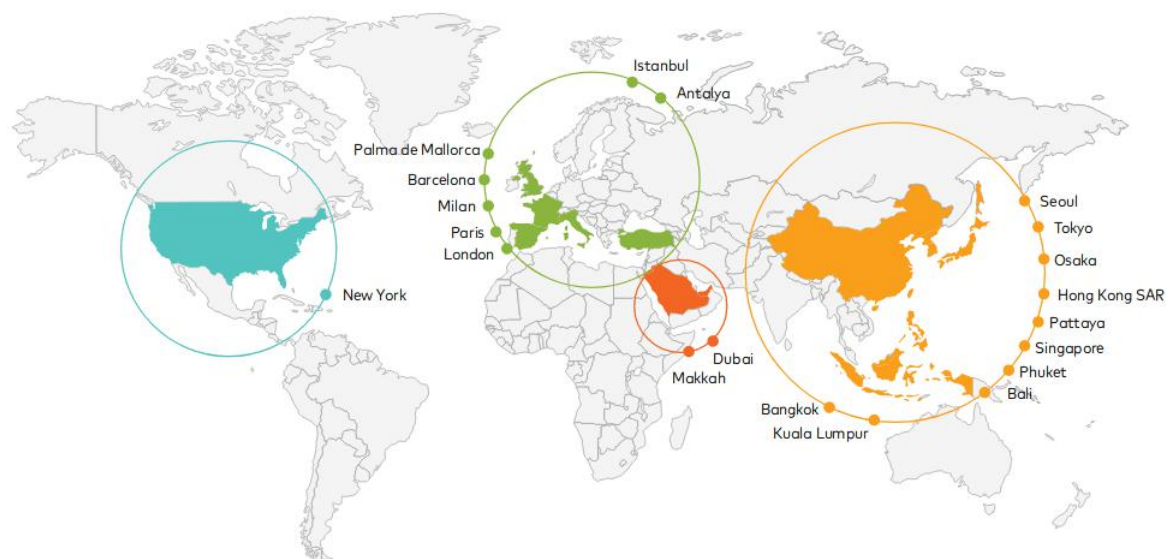 Istanbul
Antalya
Palma de Mallorca
Barcelona
Milan
Paris
London
New York
Dubai
Makkah
Seoul
Tokyo
Osaka
Hong Kong SAR
Pattaya
Singapore
Phuket
Bali
Bangkok
Kuala Lumpur